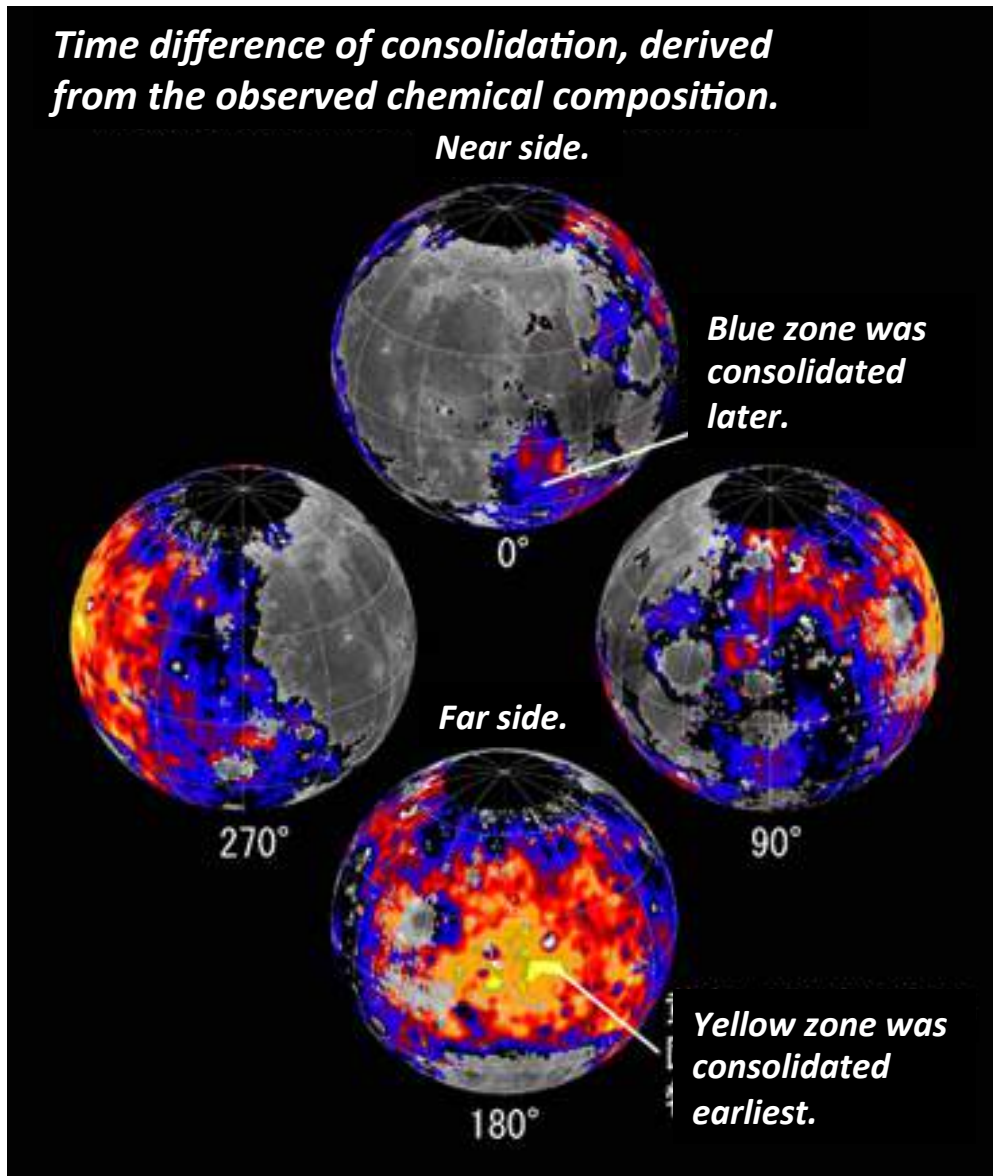 Time difference of consolidation, derived
from the observed chemical composition.
Near side.
Blue zone was
consolidated
later.
0°
Far side.
270°
90°
Yellow zone was
consolidated
earliest.
180°